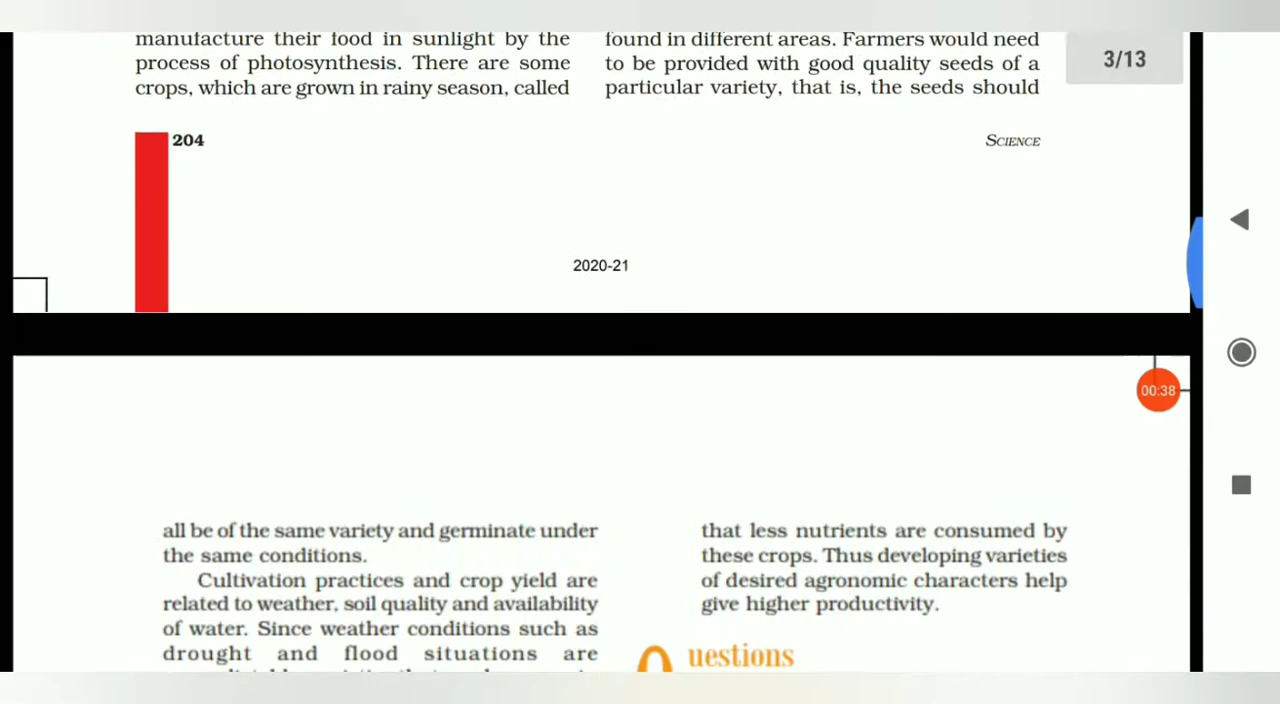 manufacture their food in sunlight by the
process of photosynthesis. There are some
crops, which are grown in rainy season, called
found in different areas. Farmers would need
to be provided with good quality seeds of a
particular variety, that is, the seeds should
3/13
204
SCIENCE
2020-21
00:38
all be of the same variety and germinate under
the same conditions.
Cultivation practices and crop yield are
related to weather, soil quality and availability
of water. Since weather conditions such as
drought and flood situations are
that less nutrients are consumed by
these crops. Thus developing varieties
of desired agronomic characters help
give higher productivity.
Questions